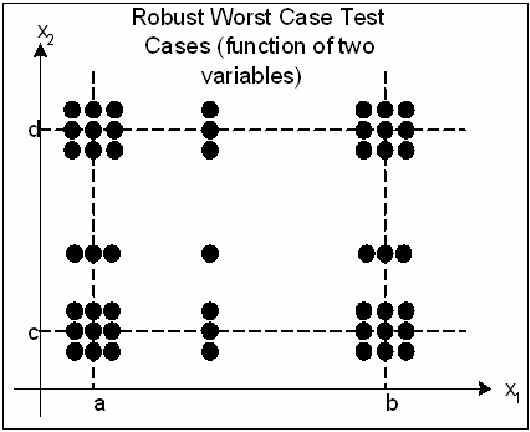 Robust Worst Case Test
Cases (function of two
variables)
x2
d
c
a
b
x1